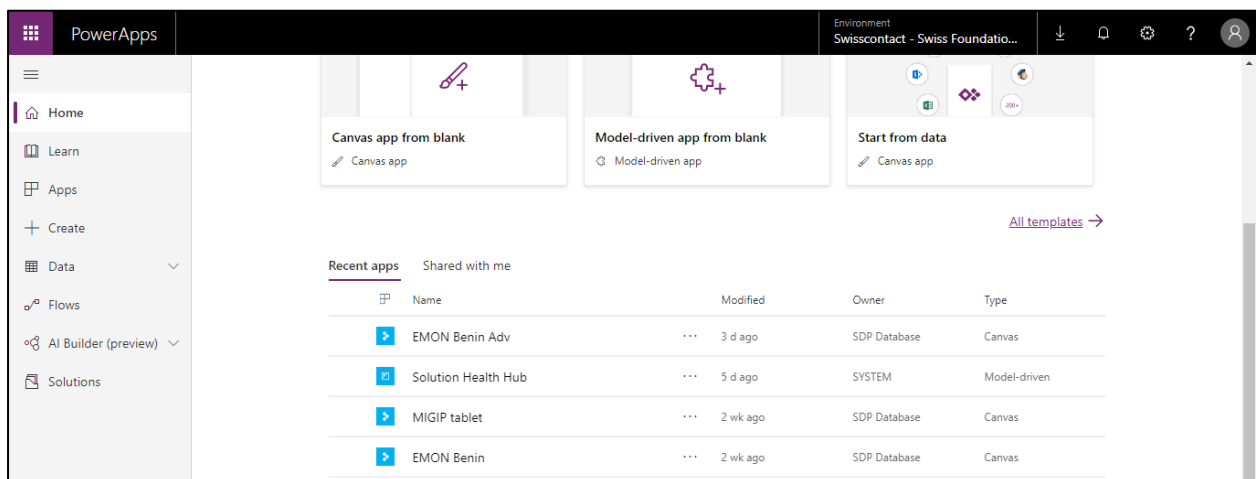 PowerApps
Environment
Swisscontact - Swiss Foundatio...
?
Home
Learn
Apps
Create
Data
Flows
AI Builder (preview)
Solutions
Canvas app from blank
Canvas app
Model-driven app from blank
Model-driven app
200+
Start from data
Canvas app
All templates
Recent apps Shared with me
Name Modified Owner Type
EMON Benin Adv ... 3 d ago SDP Database Canvas
Solution Health Hub ... 5 d ago SYSTEM Model-driven
MIGIP tablet ... 2 wk ago SDP Database Canvas
EMON Benin ... 2 wk ago SDP Database Canvas